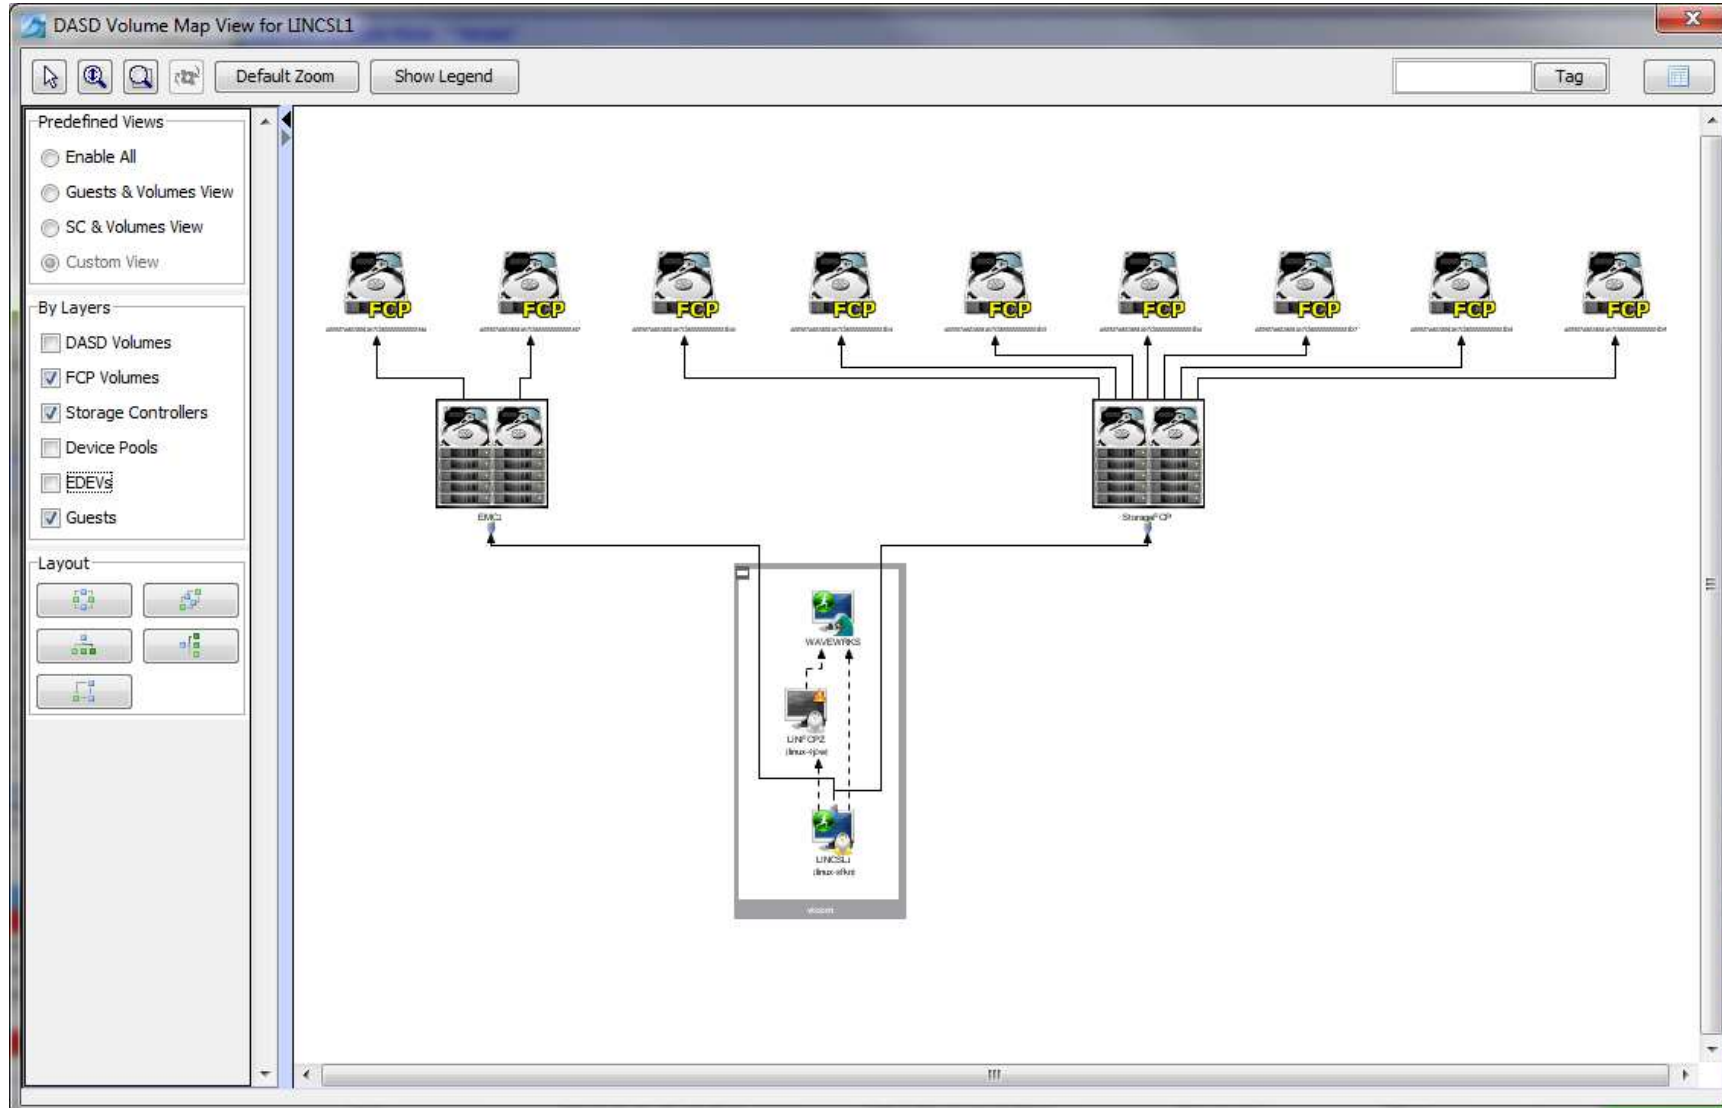 DASD Volume Map View for LINCSL1
Default Zoom
Show Legend
Tag
Predefined Views
Enable All
Guests & Volumes View
SC & Volumes View
Custom View
By Layers
DASD Volumes
FCP Volumes
Storage Controllers
Device Pools
EDEVs
Guests
Layout
FCP FCP FCP FCP FCP FCP FCP FCP FCP
EMC1
StorageFCP
WAVEWRKS
LINFCP2
LINCSL1